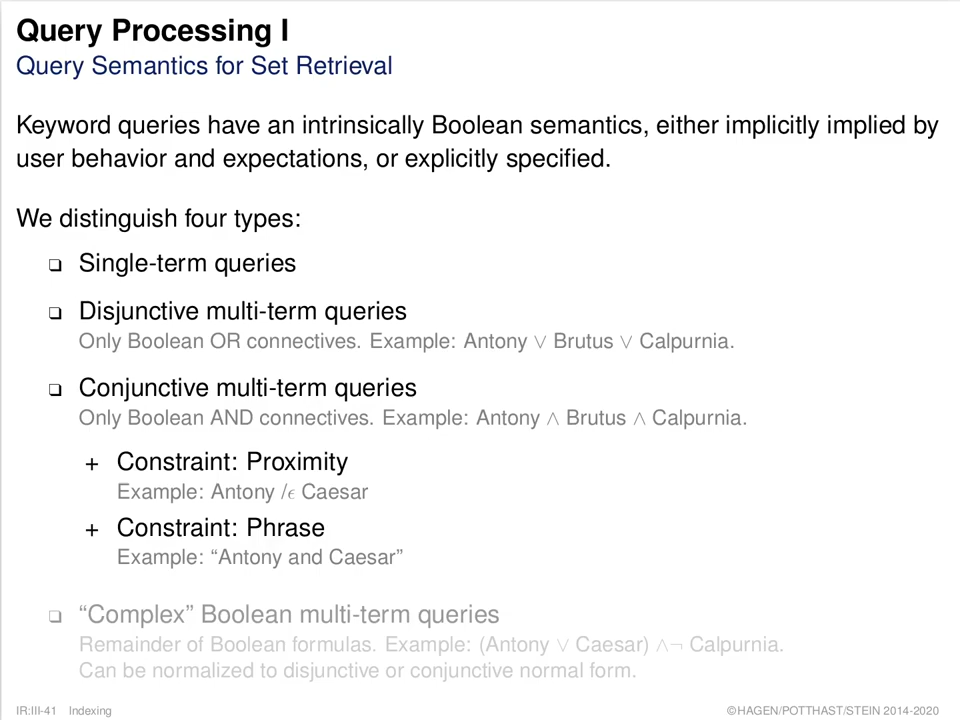 Query Processing I
Query Semantics for Set Retrieval
Keyword queries have an intrinsically Boolean semantics, either implicitly implied by
user behavior and expectations, or explicitly specified.
We distinguish four types:
❑ Single-term queries
❑ Disjunctive multi-term queries
Only Boolean OR connectives. Example: Antony ∨ Brutus ∨ Calpurnia.
❑ Conjunctive multi-term queries
Only Boolean AND connectives. Example: Antony ∧ Brutus ∧ Calpurnia.
+ Constraint: Proximity
Example: Antony /ϵ Caesar
+ Constraint: Phrase
Example: “Antony and Caesar”
❑ “Complex” Boolean multi-term queries
Remainder of Boolean formulas. Example: (Antony ∨ Caesar) ∧¬ Calpurnia.
Can be normalized to disjunctive or conjunctive normal form.
IR:III-41 Indexing ©HAGEN/POTTHAST/STEIN 2014-2020